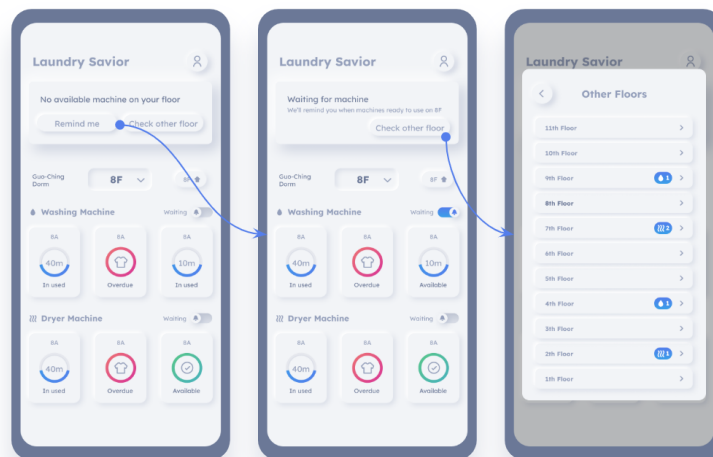 Laundry Savior
No available machine on your floor
Remind me
Check other floor
Guo-Ching
Dorm
8F
8F
Washing Machine
Waiting
8A
8A
8A
40m
10m
In used
Overdue
In used
Dryer Machine
Waiting
8A
8A
8A
40m
In used
Overdue
Available
Laundry Savior
Waiting for machine
We'll remind you when machines ready to use on 8F
Check other floor
Guo-Ching
Dorm
8F
8F
Washing Machine
Waiting
8A
8A
8A
40m
10m
In used
Overdue
Available
Dryer Machine
Waiting
8A
8A
8A
40m
In used
Overdue
Available
Laundry Savior
Other Floors
11th Floor
10th Floor
9th Floor
1
8th Floor
7th Floor
2
6th Floor
5th Floor
4th Floor
1
3th Floor
2th Floor
1th Floor